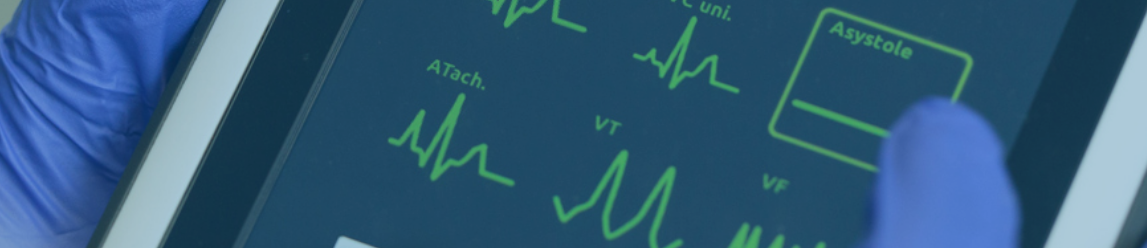 uni.
Asystole
ATach.
VT
VF